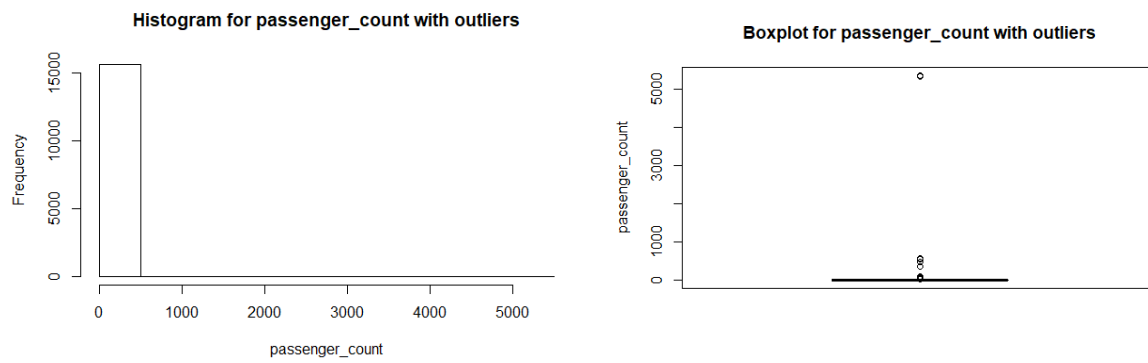 Histogram for passenger_count with outliers
Frequency
15000
10000
5000
0
0 1000 2000 3000 4000 5000
passenger_count
Boxplot for passenger_count with outliers
passenger_count
5000
3000
1000
0